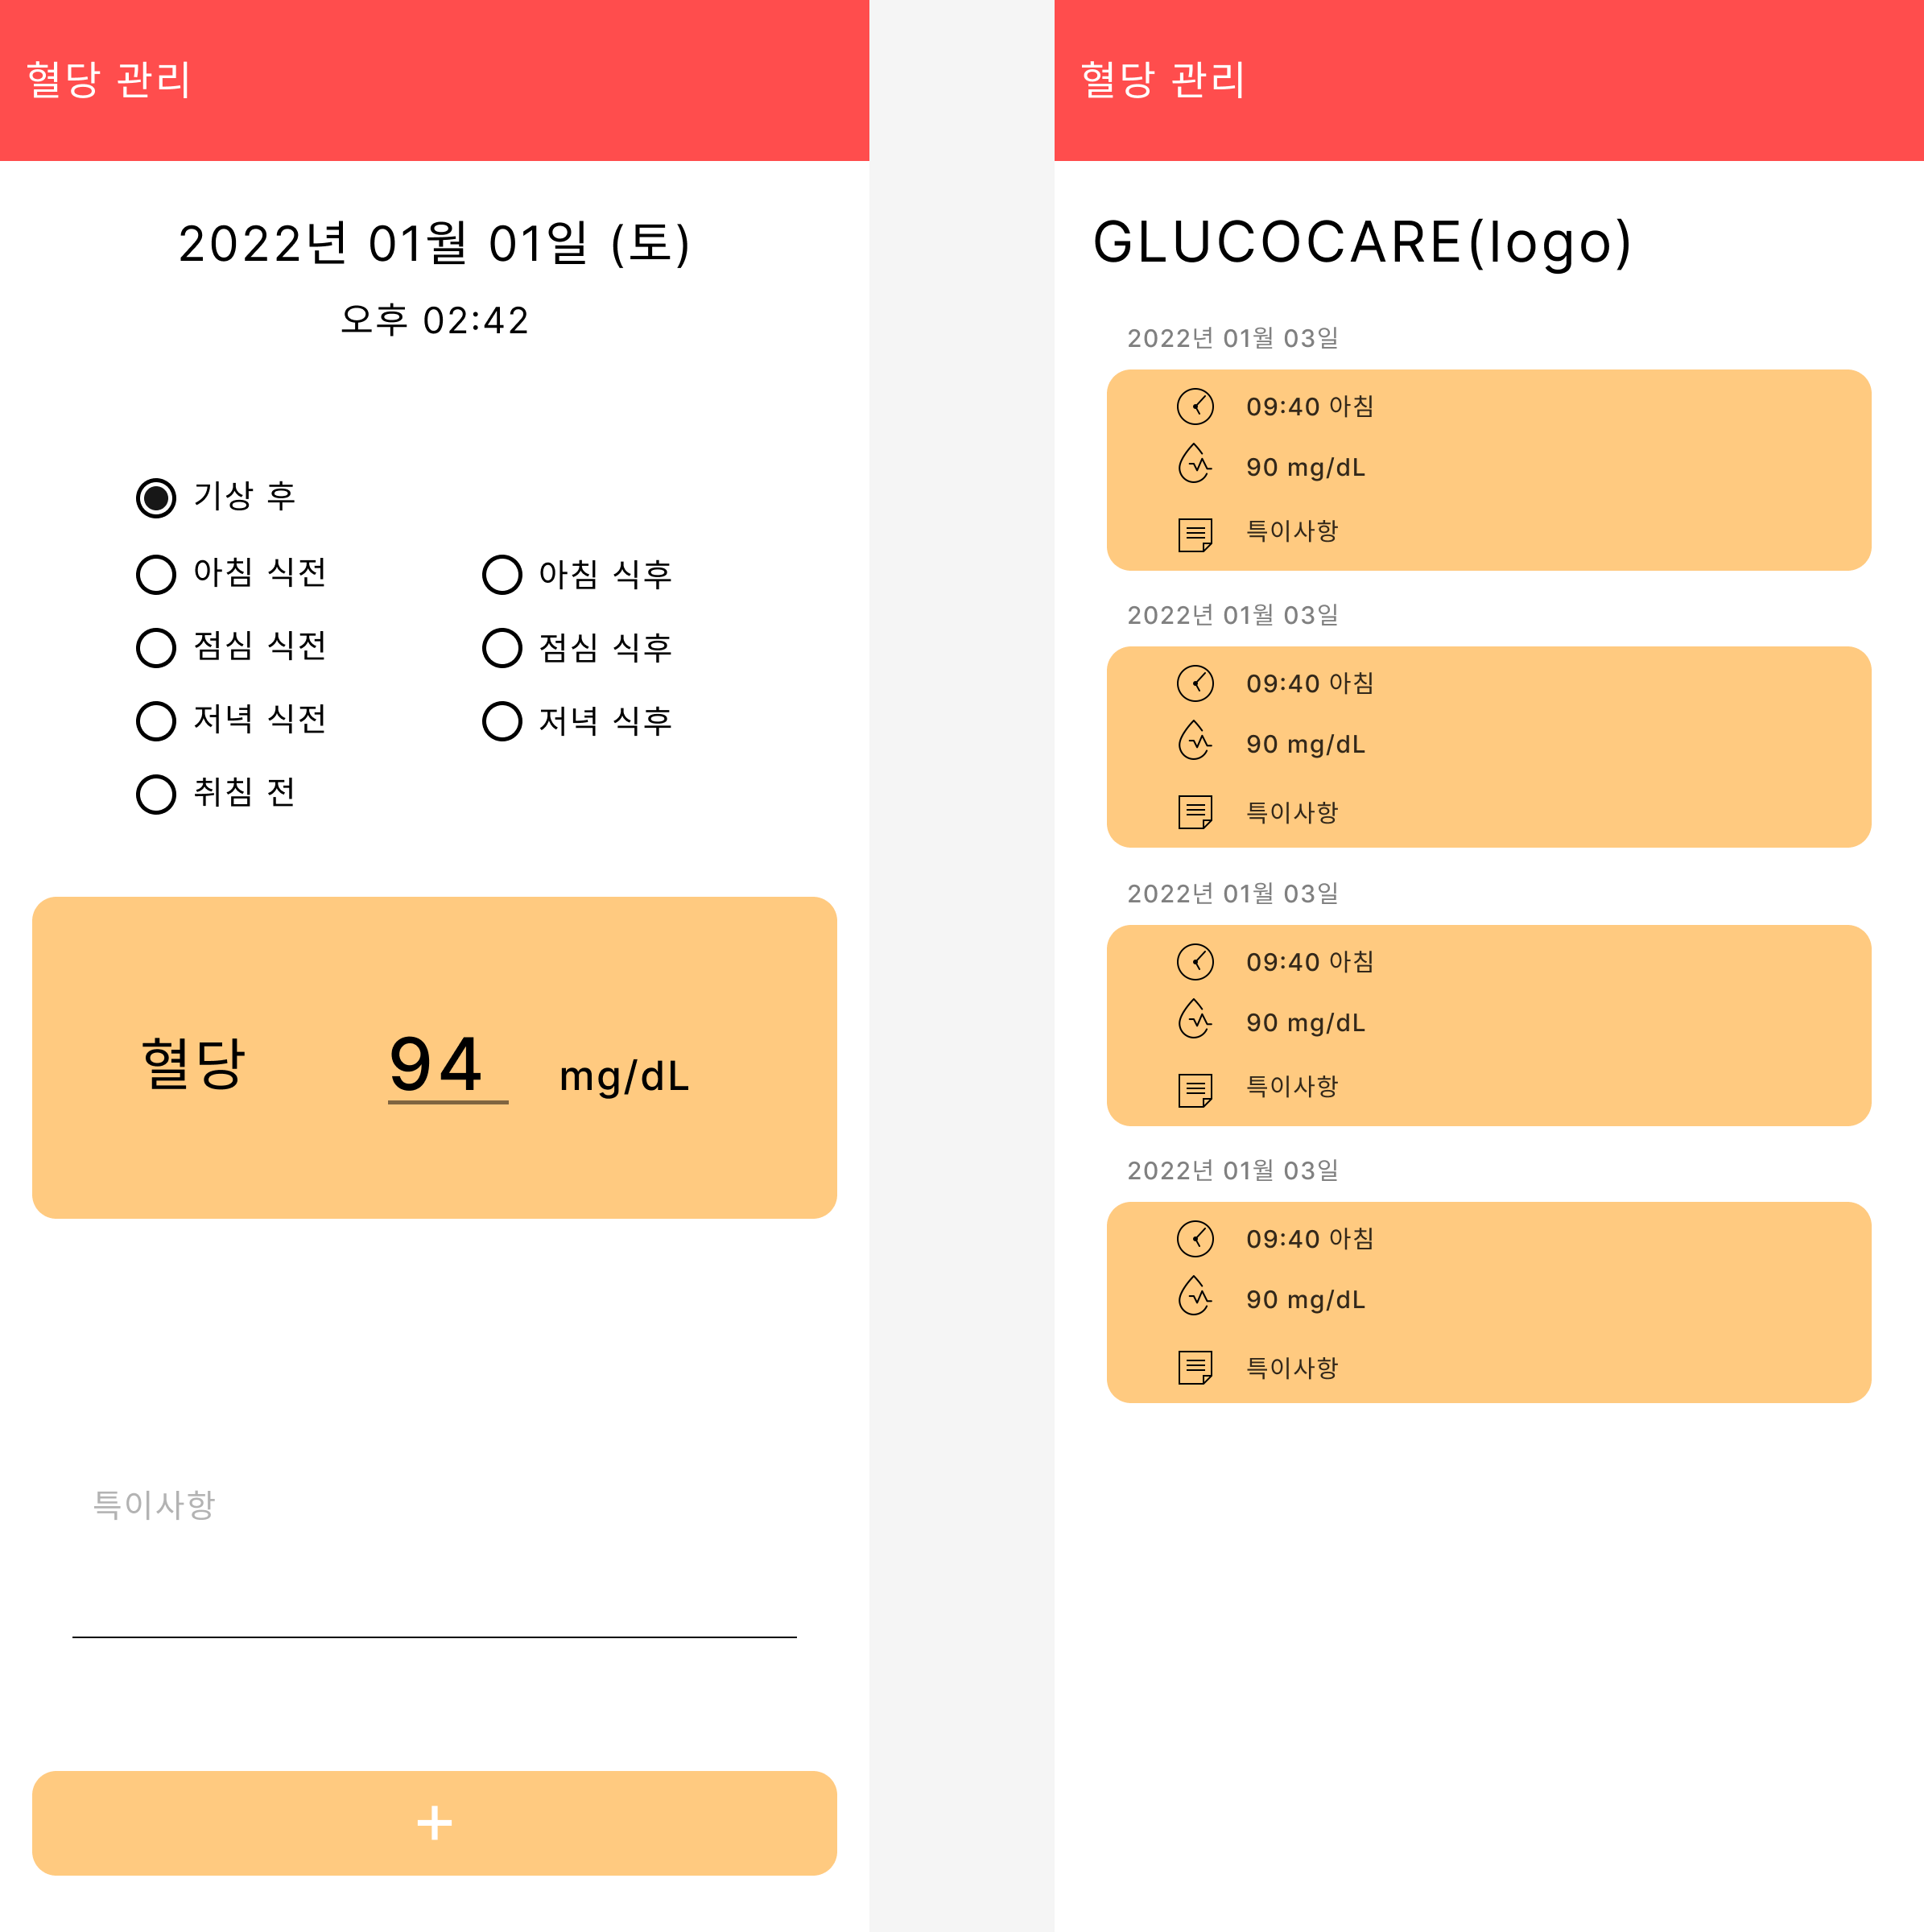 혈당 관리
2022년 01월 01일 (토)
오후 02:42
기상 후
아침 식전
아침 식후
점심 식전
점심 식후
저녁 식전
저녁 식후
취침 전
혈당 94 mg/dL
특이사항
+
혈당 관리
GLUCOCARE(logo)
2022년 01월 03일
09:40 아침
90 mg/dL
특이사항
2022년 01월 03일
09:40 아침
90 mg/dL
특이사항
2022년 01월 03일
09:40 아침
90 mg/dL
특이사항
2022년 01월 03일
09:40 아침
90 mg/dL
특이사항